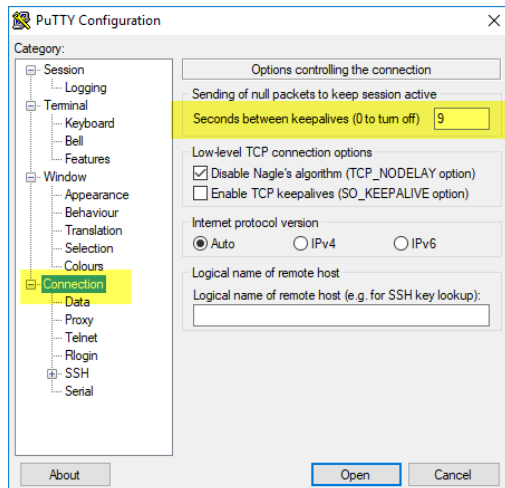 PuTTY Configuration
Category:
Session
Logging
Terminal
Keyboard
Bell
Features
Window
Appearance
Behaviour
Translation
Selection
Colours
Connection
Data
Proxy
Telnet
Rlogin
SSH
Serial
Options controlling the connection
Sending of null packets to keep session active
Seconds between keepalives (0 to turn off) 9
Low-level TCP connection options
Disable Nagle's algorithm (TCP_NODELAY option)
Enable TCP keepalives (SO_KEEPALIVE option)
Internet protocol version
Auto IPv4 IPv6
Logical name of remote host
Logical name of remote host (e.g. for SSH key lookup):
About Open Cancel